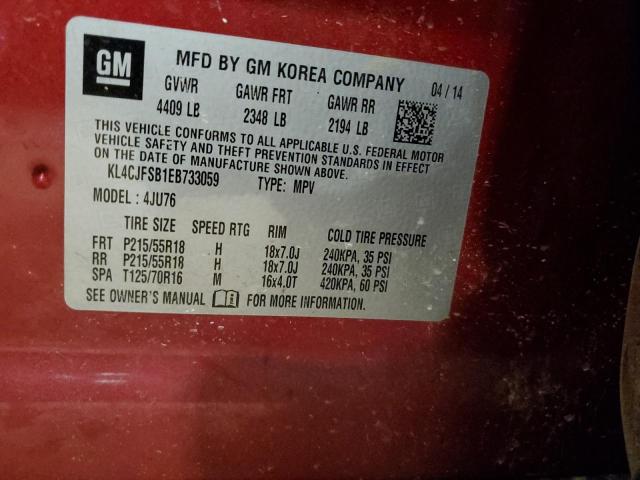 GM
MFD BY GM KOREA COMPANY 04 / 14
GVWR GAWR FRT GAWR RR
4409 LB 2348 LB 2194 LB
THIS VEHICLE CONFORMS TO ALL APPLICABLE U.S. FEDERAL MOTOR
VEHICLE SAFETY AND THEFT PREVENTION STANDARDS IN EFFECT
ON THE DATE OF MANUFACTURE SHOWN ABOVE.
KL4CJFSB1EB733059 TYPE: MPV
MODEL : 4JU76
TIRE SIZE SPEED RTG RIM COLD TIRE PRESSURE
FRT P215/55R18 H 18x7.0J 240KPA, 35 PSI
RR P215/55R18 H 18x7.0J 240KPA, 35 PSI
SPA T125/70R16 M 16x4.0T 420KPA, 60 PSI
SEE OWNER'S MANUAL FOR MORE INFORMATION.